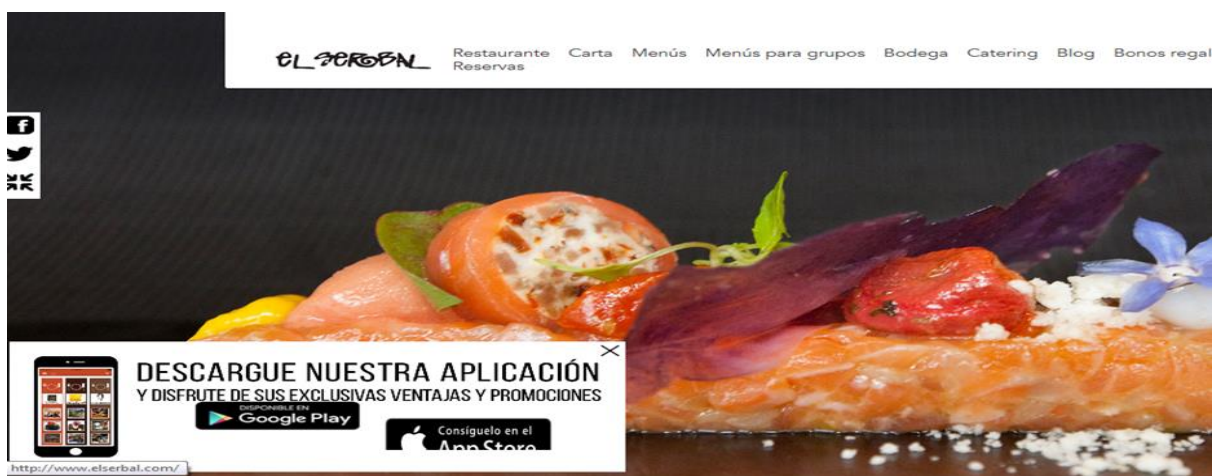 EL SERBAL
Restaurante Carta Menús Menús para grupos Bodega Catering Blog Bonos regal
Reservas
DESCARGUE NUESTRA APLICACIÓN
Y DISFRUTE DE SUS EXCLUSIVAS VENTAJAS Y PROMOCIONES
DISPONIBLE EN
Google Play
Consíguelo en el
App Store
http://www.elserbal.com/